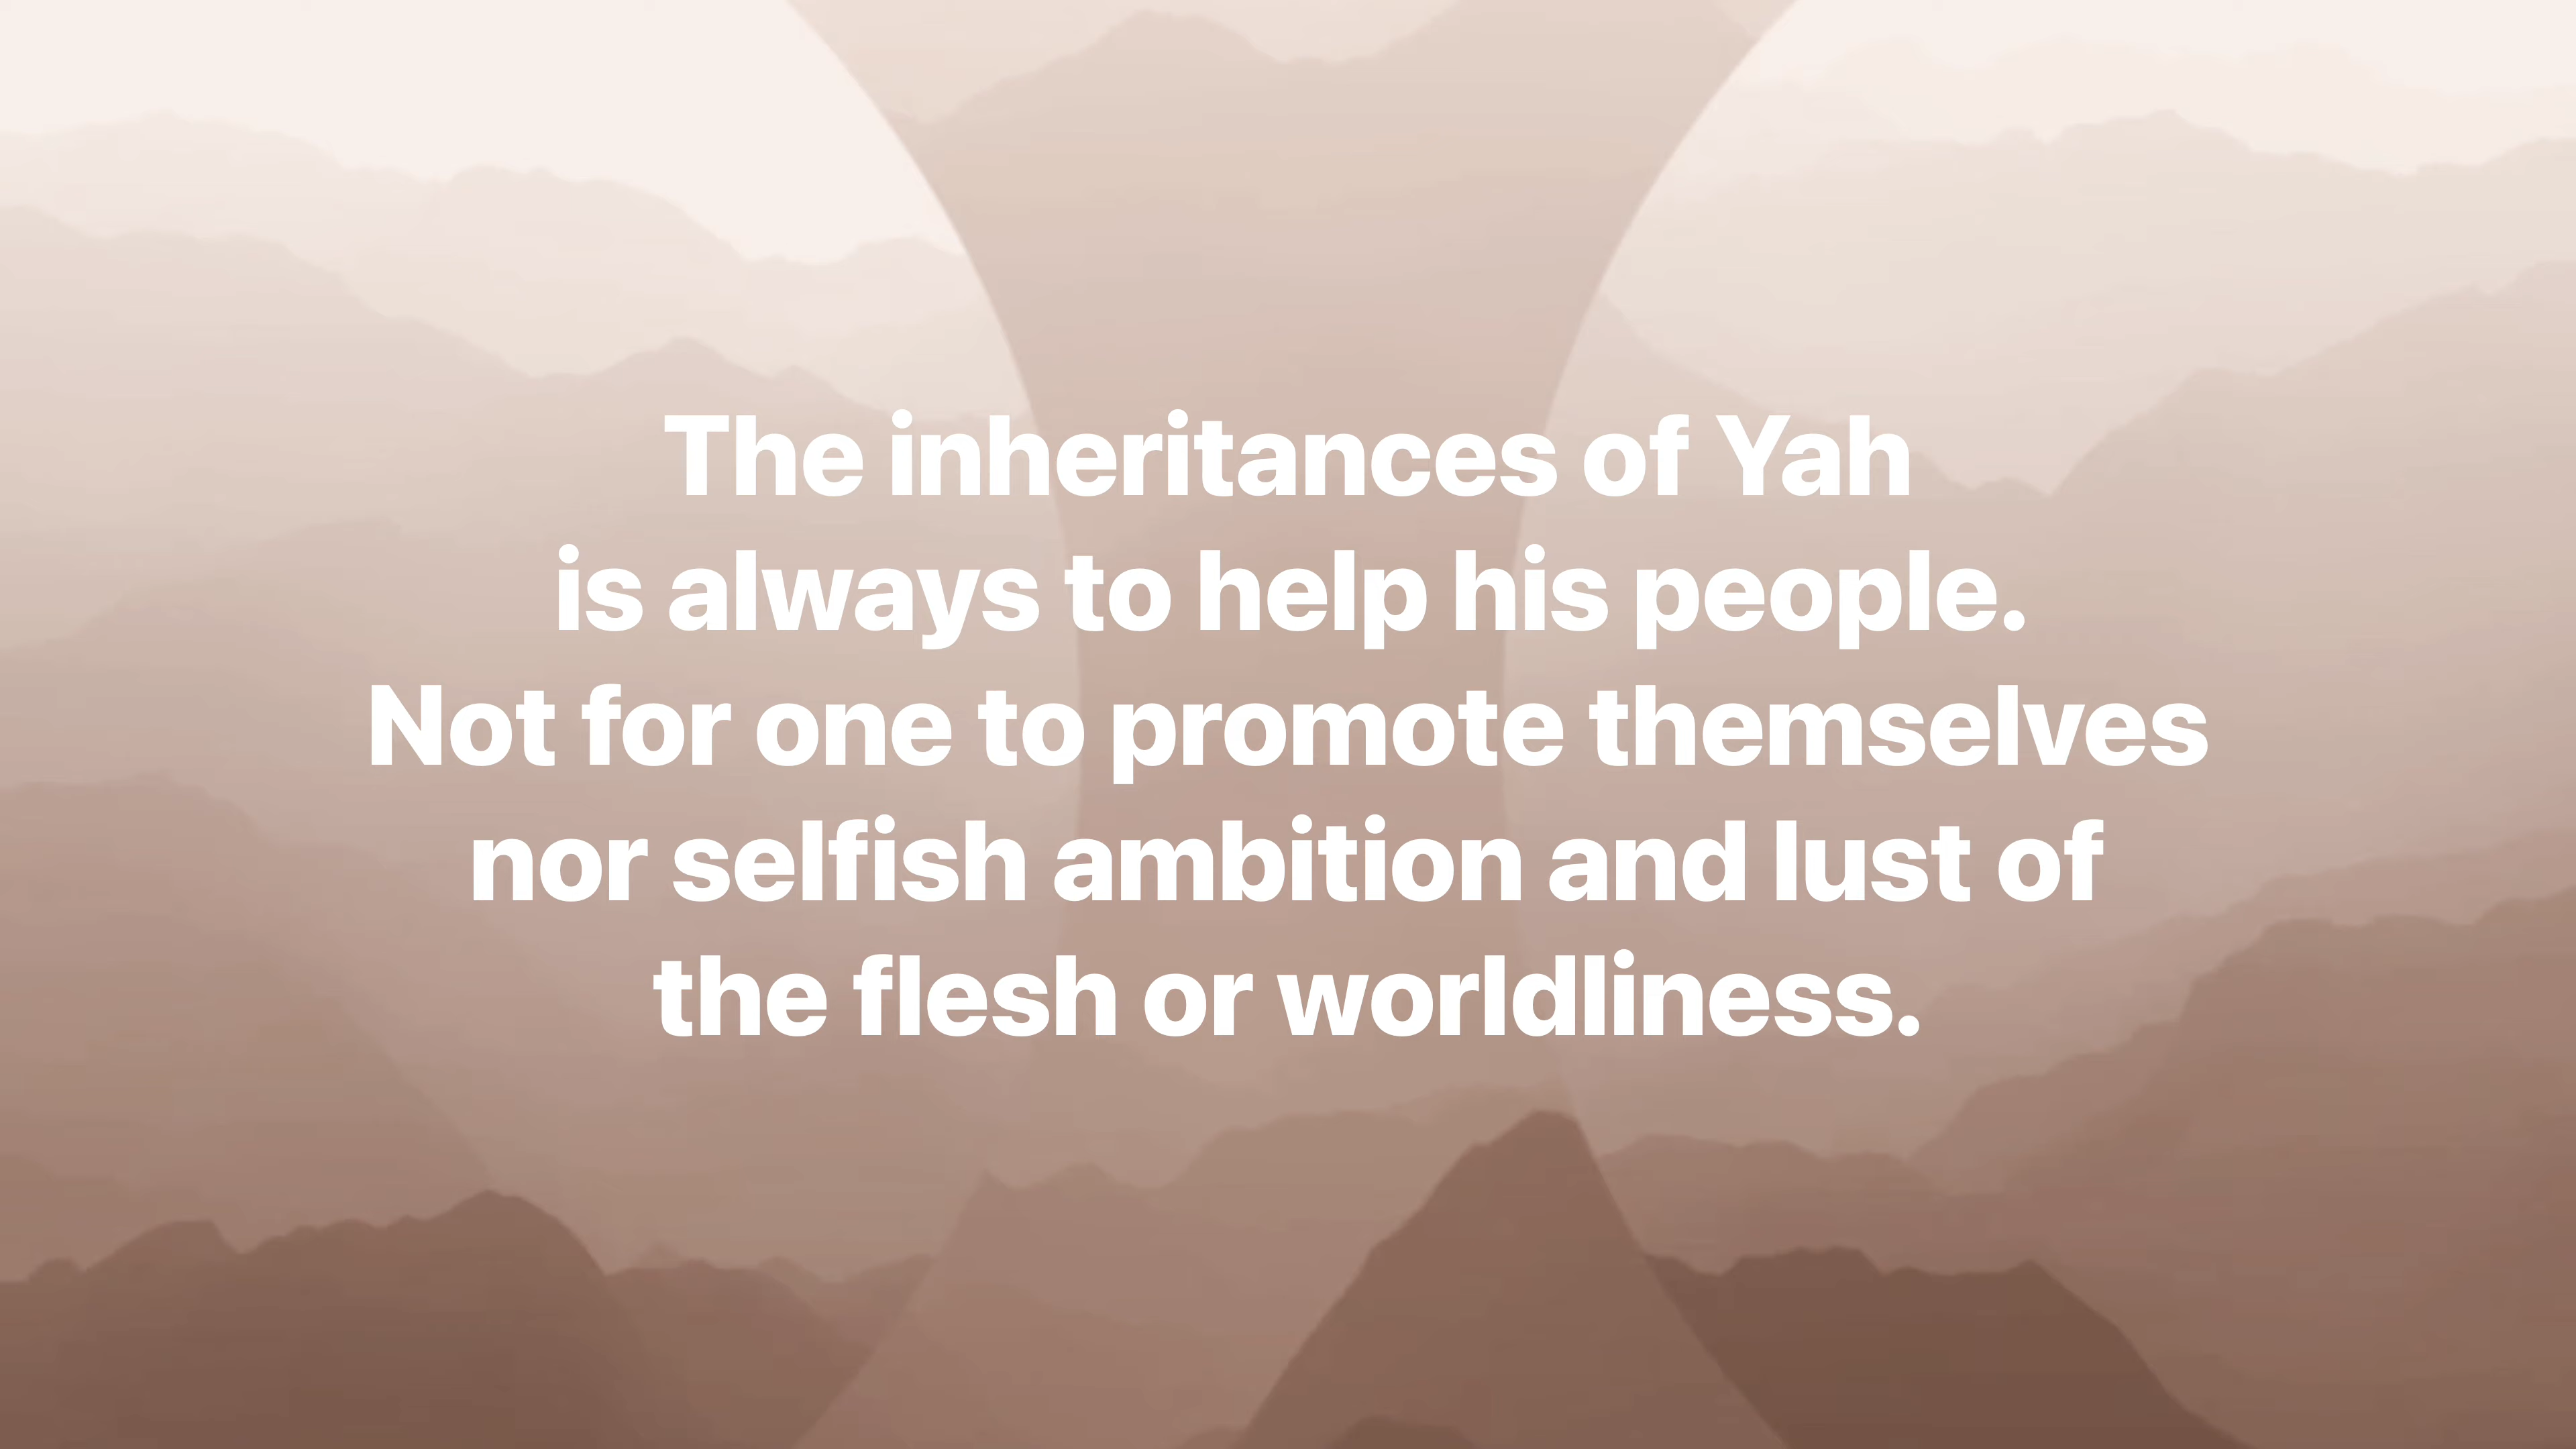 The inheritances of Yah
is always to help his people.
Not for one to promote themselves
nor selfish ambition and lust of
the flesh or worldliness.